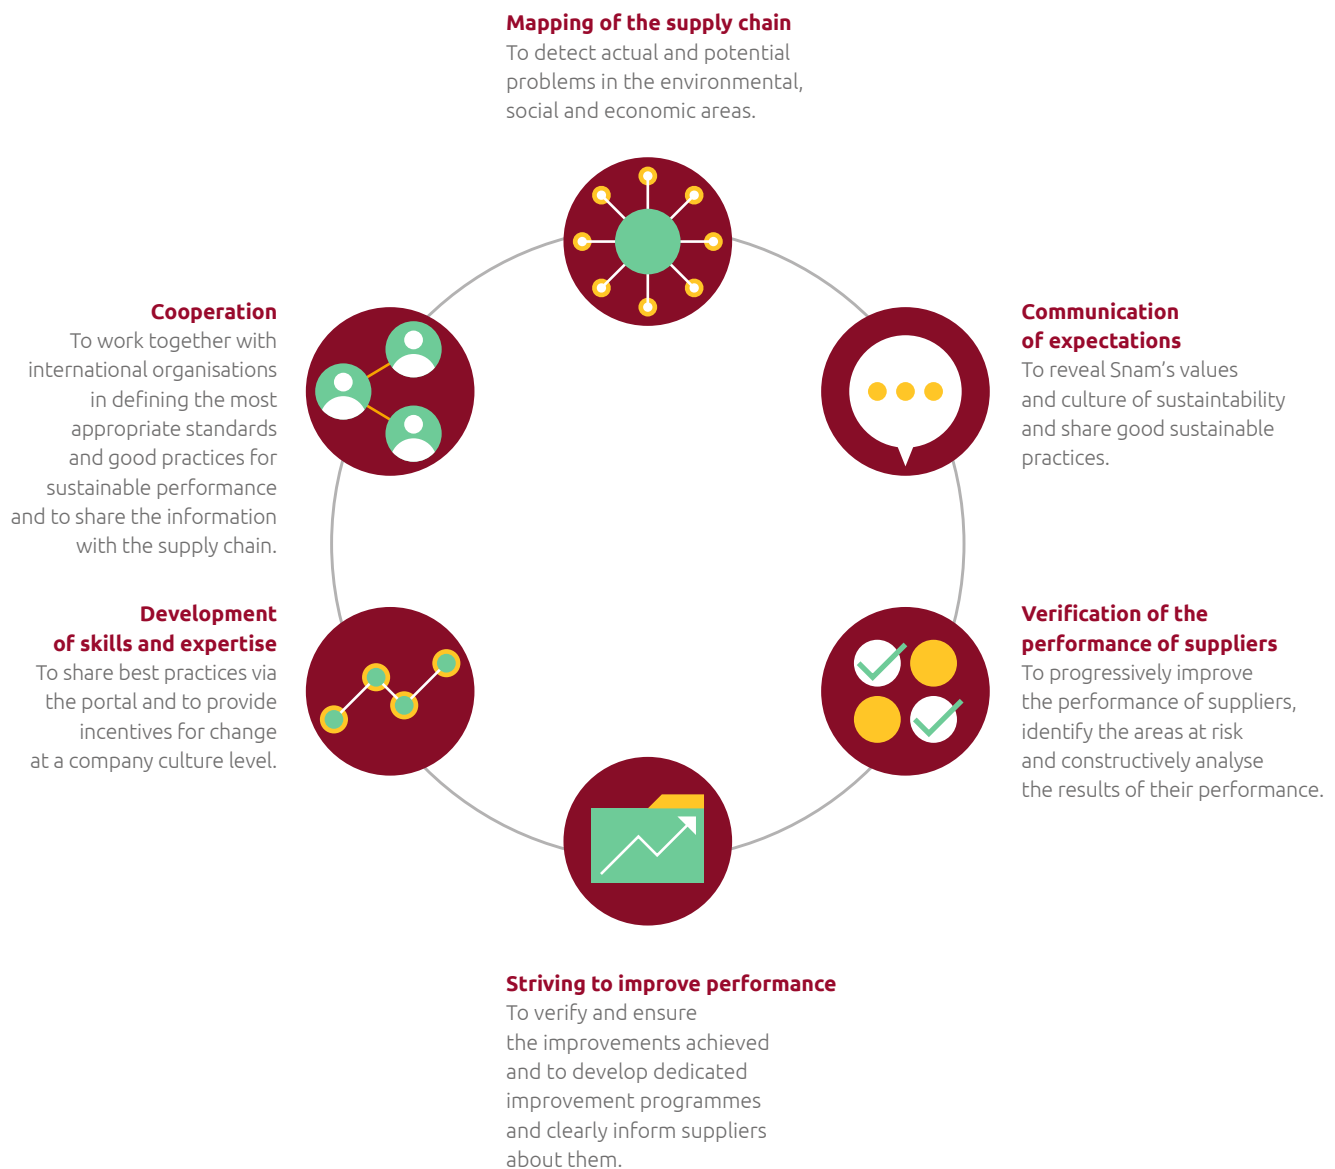 Mapping of the supply chain
To detect actual and potential
problems in the environmental,
social and economic areas.
Communication
of expectations
To reveal Snam’s values
and culture of sustaintability
and share good sustainable
practices.
Verification of the
performance of suppliers
To progressively improve
the performance of suppliers,
identify the areas at risk
and constructively analyse
the results of their performance.
Striving to improve performance
To verify and ensure
the improvements achieved
and to develop dedicated
improvement programmes
and clearly inform suppliers
about them.
Development
of skills and expertise
To share best practices via
the portal and to provide
incentives for change
at a company culture level.
Cooperation
To work together with
international organisations
in defining the most
appropriate standards
and good practices for
sustainable performance
and to share the information
with the supply chain.